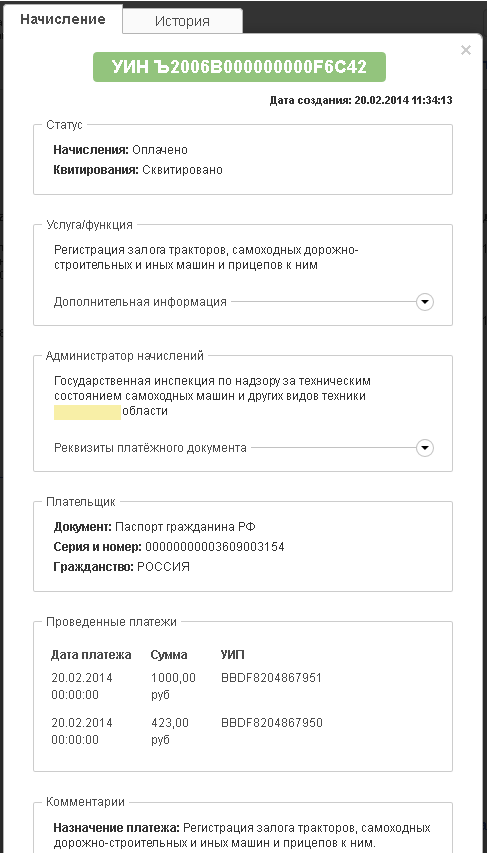 Начисление
История
УИН Ъ2006В000000000F6C42
Дата создания: 20.02.2014 11:34:13
Статус
Начисления: Оплачено
Квитирования: Сквитировано
Услуга/функция
Регистрация залога тракторов, самоходных дорожно-
строительных и иных машин и прицепов к ним
Дополнительная информация
Администратор начислений
Государственная инспекция по надзору за техническим
состоянием самоходных машин и других видов техники
области
Реквизиты платёжного документа
Плательщик
Документ: Паспорт гражданина РФ
Серия и номер: 00000000003609003154
Гражданство: РОССИЯ
Проведенные платежи
Дата платежа Сумма УИП
20.02.2014 1000,00 BBDF8204867951
00:00:00 руб
20.02.2014 423,00 BBDF8204867950
00:00:00 руб
Комментарии
Назначение платежа: Регистрация залога тракторов, самоходных
дорожно-строительных и иных машин и прицепов к ним.